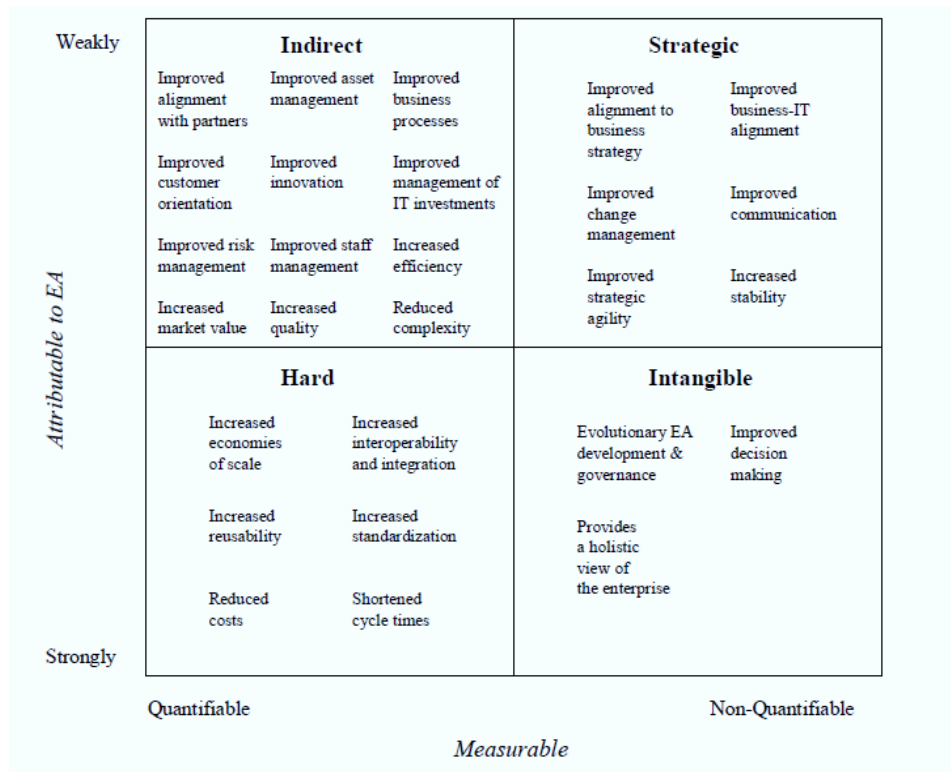 Weakly
Indirect
Improved
alignment
with partners
Improved asset
management
Improved
business
processes
Improved
customer
orientation
Improved
innovation
Improved
management of
IT investments
Improved risk
management
Improved staff
management
Increased
efficiency
Increased
market value
Increased
quality
Reduced
complexity
Strategic
Improved
alignment to
business
strategy
Improved
business-IT
alignment
Improved
change
management
Improved
communication
Improved
strategic
agility
Increased
stability
Attributable to EA
Hard
Increased
economies
of scale
Increased
interoperability
and integration
Increased
reusability
Increased
standardization
Reduced
costs
Shortened
cycle times
Intangible
Evolutionary EA
development &
governance
Improved
decision
making
Provides
a holistic
view of
the enterprise
Strongly
Quantifiable
Non-Quantifiable
Measurable